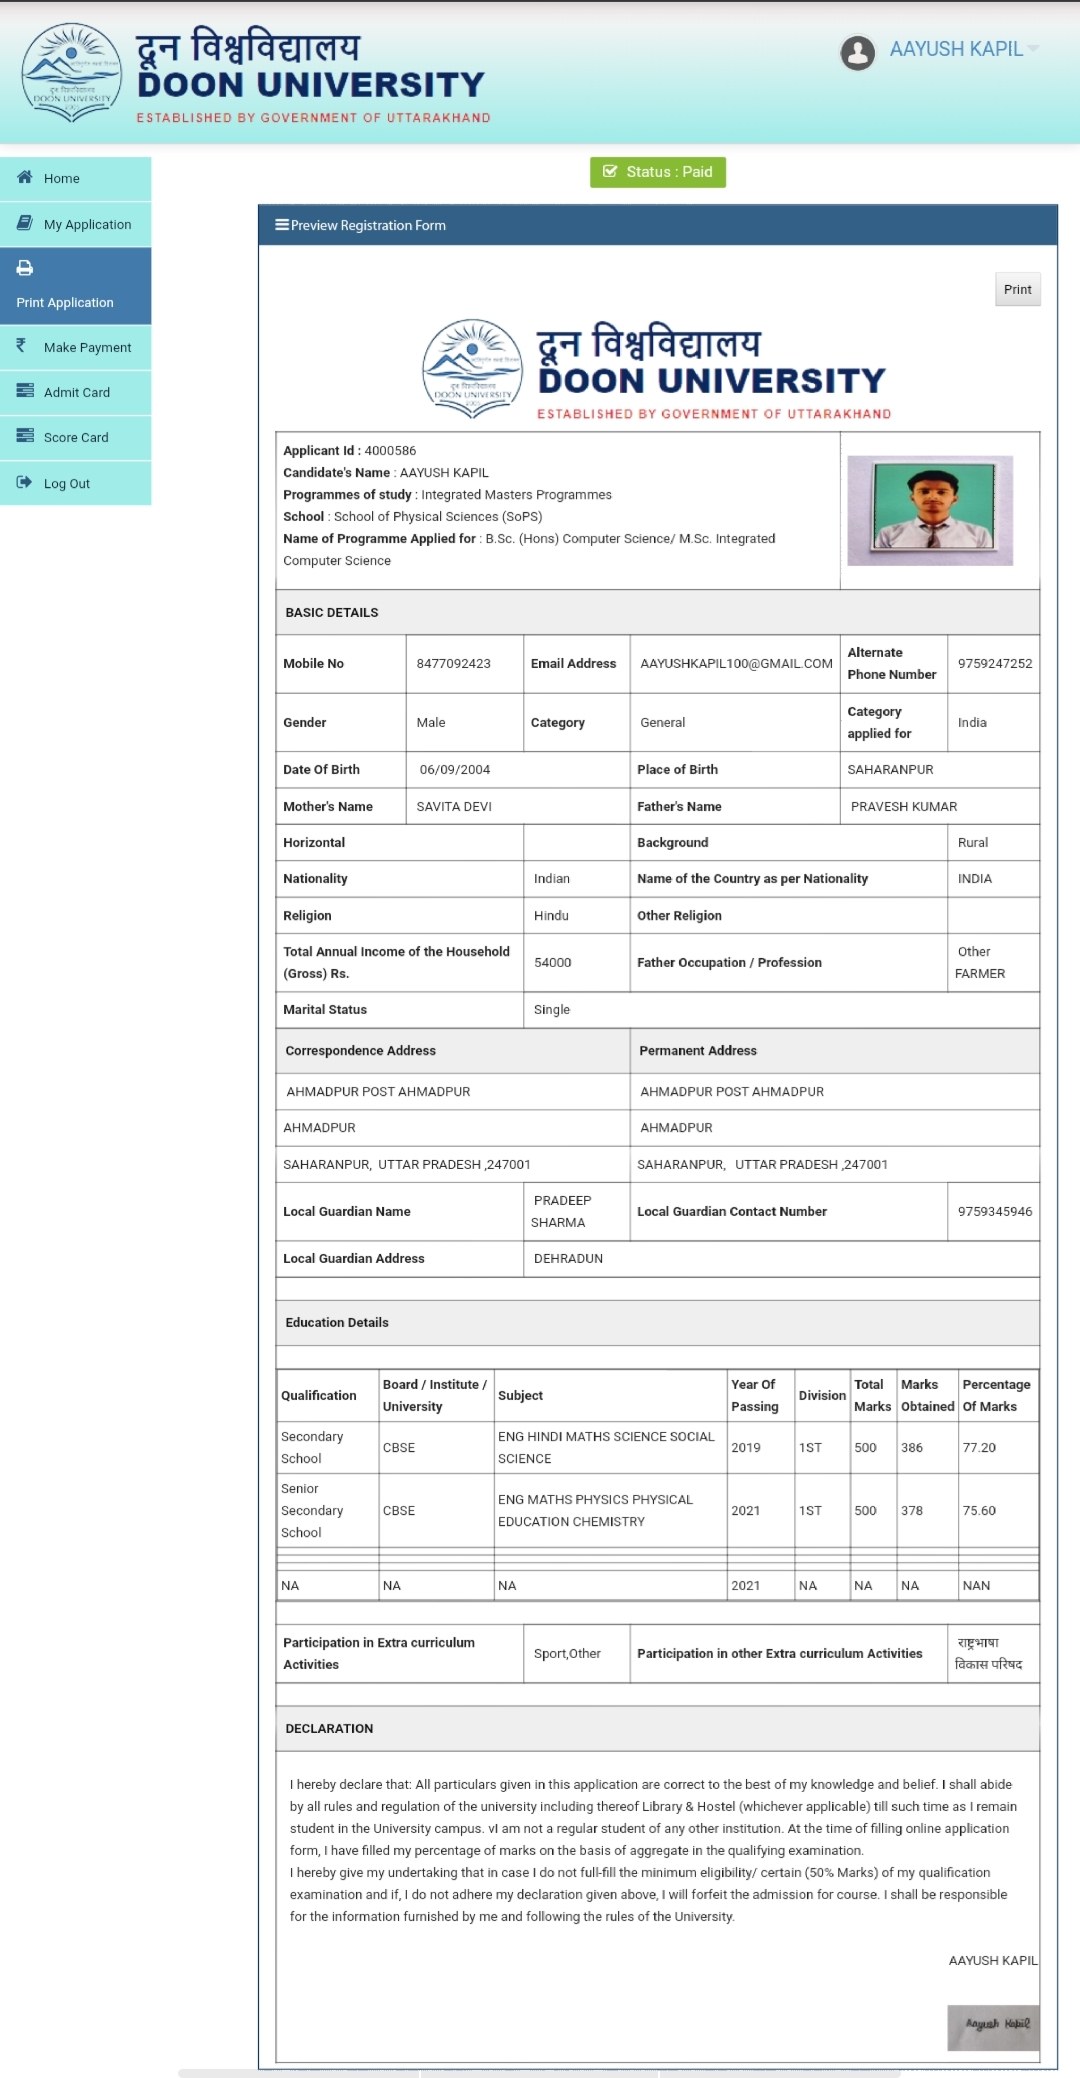 दून विश्वविद्यालय
DOON UNIVERSITY
ESTABLISHED BY GOVERNMENT OF UTTARAKHAND
AAYUSH KAPIL
Home
My Application
Print Application
Make Payment
Admit Card
Score Card
Log Out
Status : Paid
Preview Registration Form
Print
दून विश्वविद्यालय
DOON UNIVERSITY
ESTABLISHED BY GOVERNMENT OF UTTARAKHAND
Applicant Id : 4000586
Candidate's Name : AAYUSH KAPIL
Programmes of study : Integrated Masters Programmes
School : School of Physical Sciences (SoPS)
Name of Programme Applied for : B.Sc. (Hons) Computer Science/ M.Sc. Integrated
Computer Science
BASIC DETAILS
Mobile No 8477092423 Email Address AAYUSHKAPIL100@GMAIL.COM Alternate Phone Number 9759247252
Gender Male Category General Category applied for India
Date Of Birth 06/09/2004 Place of Birth SAHARANPUR
Mother's Name SAVITA DEVI Father's Name PRAVESH KUMAR
Horizontal Background Rural
Nationality Indian Name of the Country as per Nationality INDIA
Religion Hindu Other Religion
Total Annual Income of the Household (Gross) Rs. 54000 Father Occupation / Profession Other FARMER
Marital Status Single
Correspondence Address Permanent Address
AHMADPUR POST AHMADPUR AHMADPUR POST AHMADPUR
AHMADPUR AHMADPUR
SAHARANPUR, UTTAR PRADESH ,247001 SAHARANPUR, UTTAR PRADESH ,247001
Local Guardian Name PRADEEP SHARMA Local Guardian Contact Number 9759345946
Local Guardian Address DEHRADUN
Education Details
Qualification Board / Institute / University Subject Year Of Passing Division Total Marks Marks Obtained Percentage Of Marks
Secondary School CBSE ENG HINDI MATHS SCIENCE SOCIAL SCIENCE 2019 1ST 500 386 77.20
Senior Secondary School CBSE ENG MATHS PHYSICS PHYSICAL EDUCATION CHEMISTRY 2021 1ST 500 378 75.60
NA NA NA 2021 NA NA NA NAN
Participation in Extra curriculum Activities Sport,Other Participation in other Extra curriculum Activities राष्ट्रभाषा विकास परिषद
DECLARATION
I hereby declare that: All particulars given in this application are correct to the best of my knowledge and belief. I shall abide
by all rules and regulation of the university including thereof Library & Hostel (whichever applicable) till such time as I remain
student in the University campus. vI am not a regular student of any other institution. At the time of filling online application
form, I have filled my percentage of marks on the basis of aggregate in the qualifying examination.
I hereby give my undertaking that in case I do not full-fill the minimum eligibility/ certain (50% Marks) of my qualification
examination and if, I do not adhere my declaration given above, I will forfeit the admission for course. I shall be responsible
for the information furnished by me and following the rules of the University.
AAYUSH KAPIL
Aayush Kapil